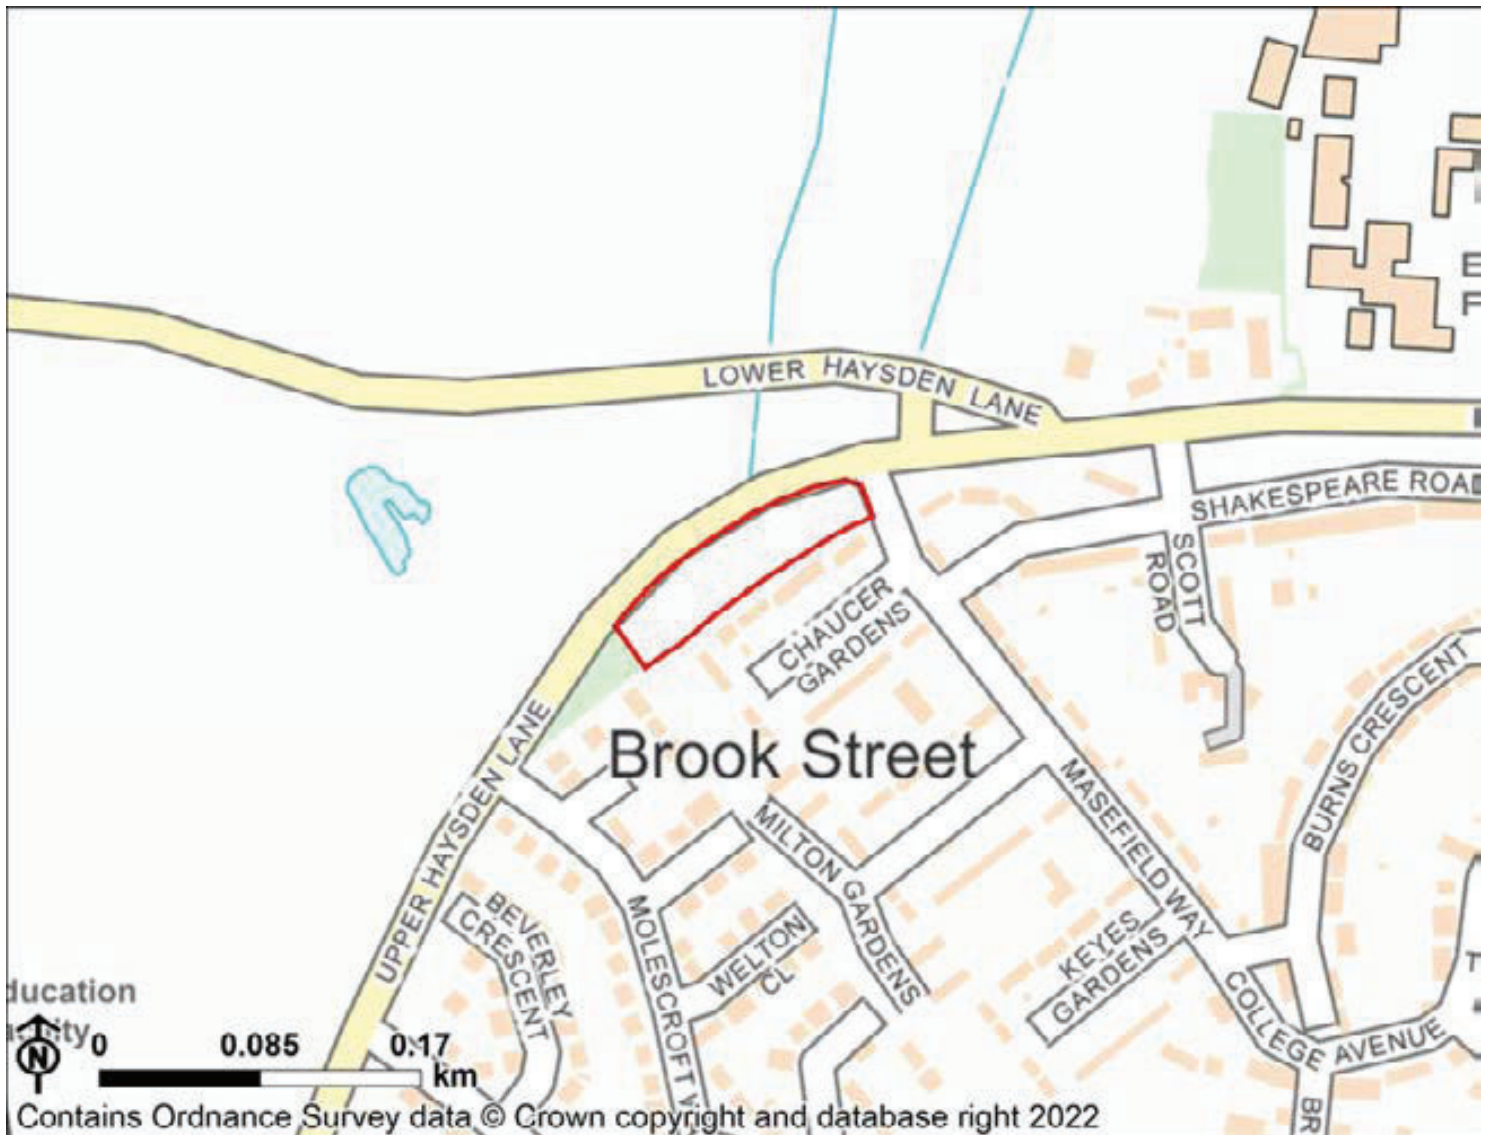 E
F
LOWER HAYSDEN LANE
SHAKESPEARE ROAD
SCOTT
ROAD
CHAUCER
GARDENS
BURNS CRESCENT
UPPER HAYSDEN LANE
Brook Street
MASEFIELD WAY
MILTON GARDENS
BEVERLEY
CRESCENT
MOLESCROFT W
WELTON
CL
KEYES
GARDENS
COLLEGE AVENUE
T
BR
ducation
N
0 0.085 0.17
km
Contains Ordnance Survey data © Crown copyright and database right 2022